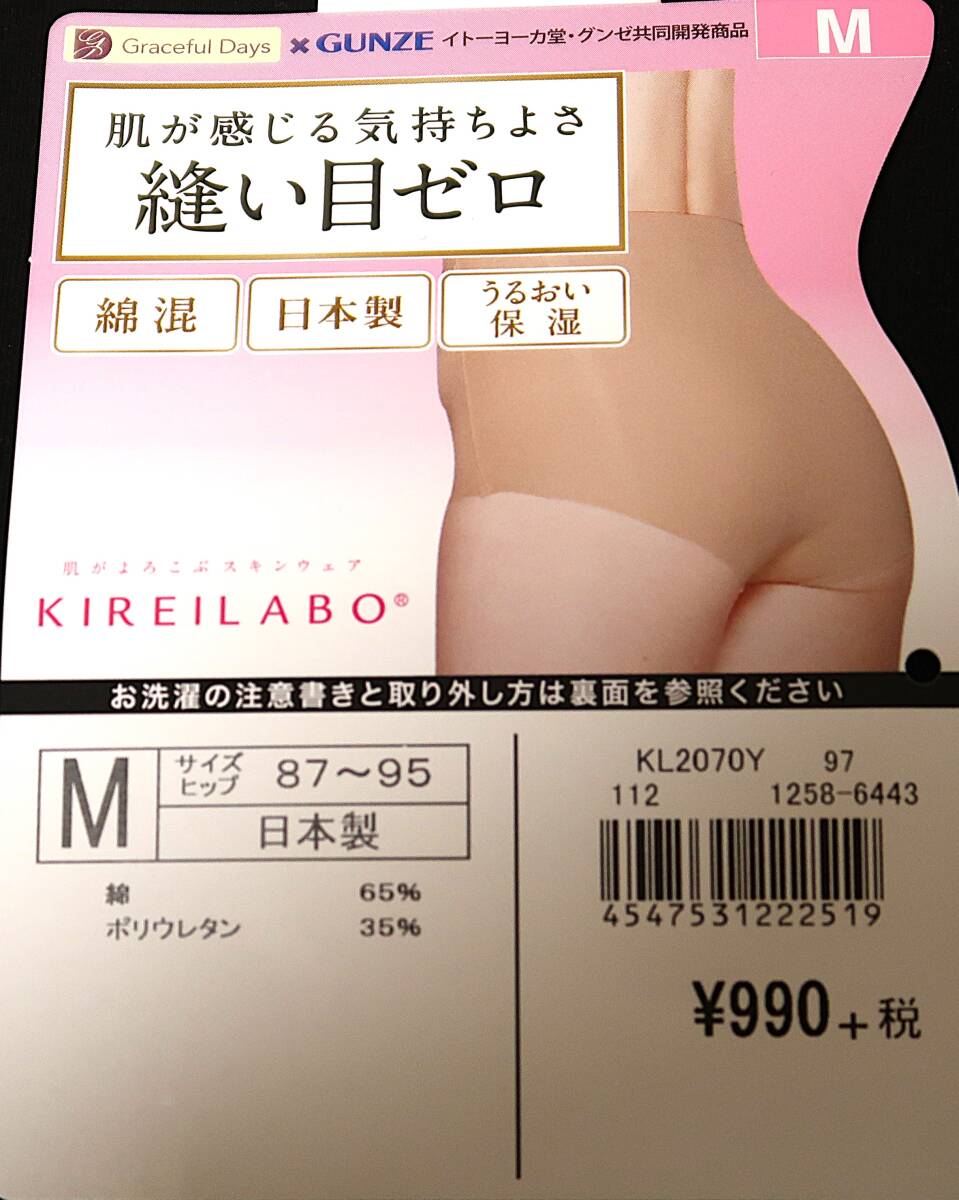 Graceful Days × GUNZE イトーヨーカ堂・グンゼ共同開発商品
M
肌が感じる気持ちよさ
縫い目ゼロ
綿混
日本製
うるおい
保湿
肌がよろこぶスキンウェア
KIREILABO®
お洗濯の注意書きと取り外し方は裏面を参照ください
M
サイズ
ヒップ 87～95
日本製
綿 65%
ポリウレタン 35%
KL2070Y 97
112 1258-6443
4547531222519
¥990+税